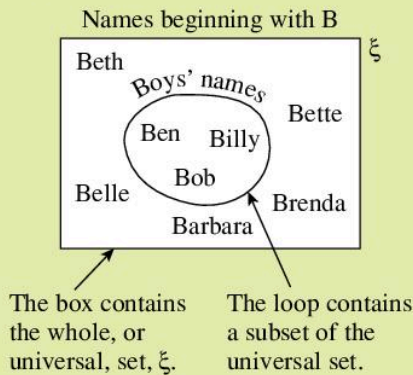 Names beginning with B
ξ
Beth
Boys' names
Bette
Ben
Billy
Bob
Belle
Brenda
Barbara
The box contains
the whole, or
universal, set, ξ.
The loop contains
a subset of the
universal set.